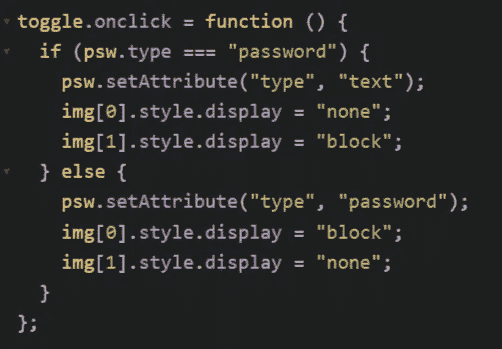 toggle.onclick = function () {
if (psw.type === "password") {
psw.setAttribute("type", "text");
img[0].style.display = "none";
img[1].style.display = "block";
} else {
psw.setAttribute("type", "password");
img[0].style.display = "block";
img[1].style.display = "none";
}
};